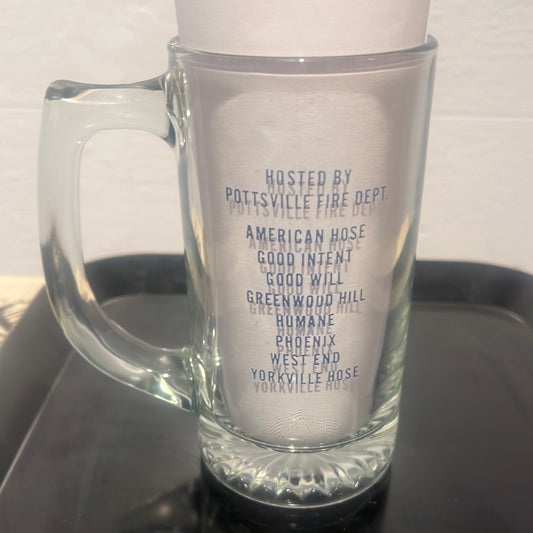 HOSTED BY
POTTSVILLE FIRE DEPT.
AMERICAN HOSE
GOOD INTENT
GOOD WILL
GREENWOOD HILL
HUMANE
PHOENIX
WEST END
YORKVILLE HOSE